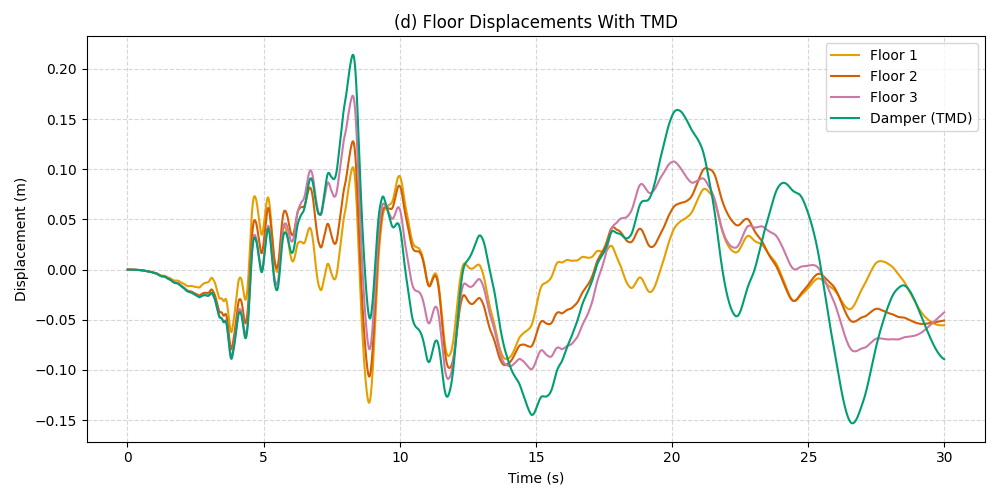 (d) Floor Displacements With TMD
Floor 1
Floor 2
Floor 3
Damper (TMD)
Displacement (m)
0.20
0.15
0.10
0.05
0.00
−0.05
−0.10
−0.15
0 5 10 15 20 25 30
Time (s)